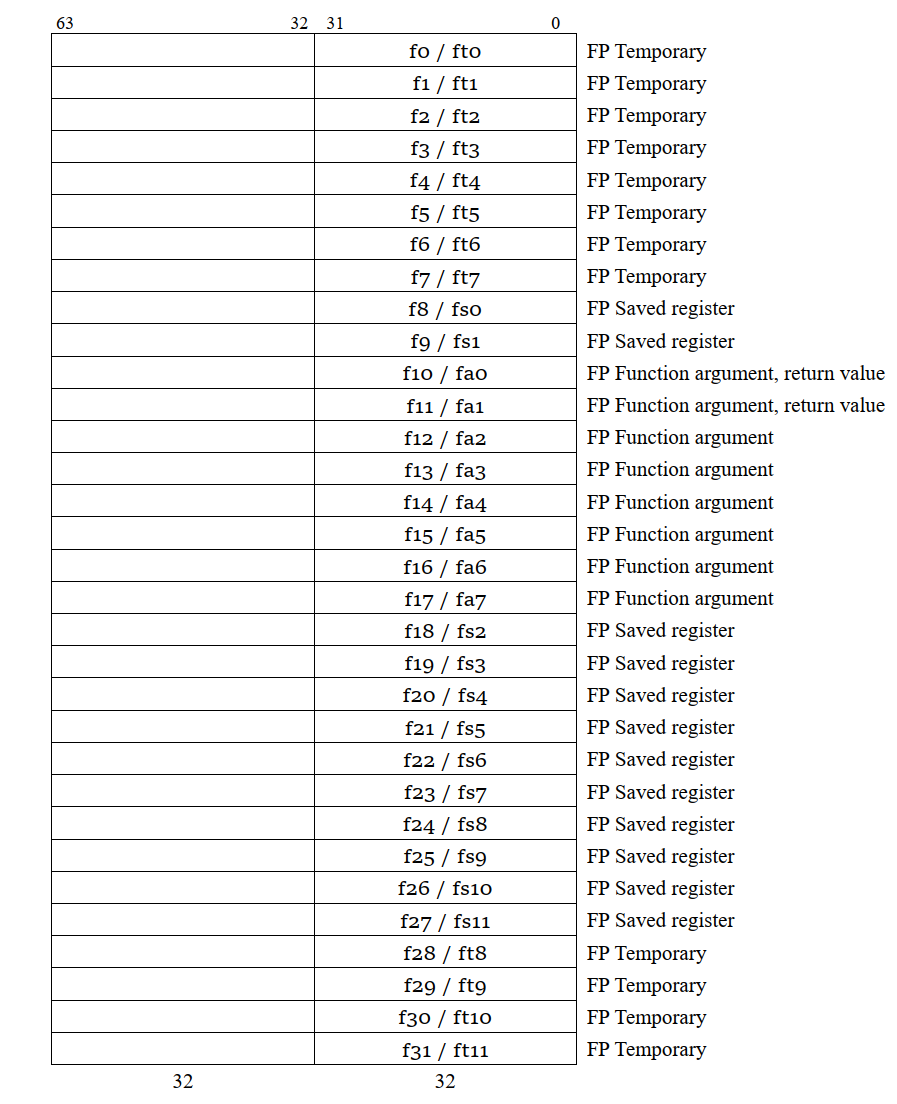 63 32 31 0
f0 / ft0 FP Temporary
f1 / ft1 FP Temporary
f2 / ft2 FP Temporary
f3 / ft3 FP Temporary
f4 / ft4 FP Temporary
f5 / ft5 FP Temporary
f6 / ft6 FP Temporary
f7 / ft7 FP Temporary
f8 / fs0 FP Saved register
f9 / fs1 FP Saved register
f10 / fa0 FP Function argument, return value
f11 / fa1 FP Function argument, return value
f12 / fa2 FP Function argument
f13 / fa3 FP Function argument
f14 / fa4 FP Function argument
f15 / fa5 FP Function argument
f16 / fa6 FP Function argument
f17 / fa7 FP Function argument
f18 / fs2 FP Saved register
f19 / fs3 FP Saved register
f20 / fs4 FP Saved register
f21 / fs5 FP Saved register
f22 / fs6 FP Saved register
f23 / fs7 FP Saved register
f24 / fs8 FP Saved register
f25 / fs9 FP Saved register
f26 / fs10 FP Saved register
f27 / fs11 FP Saved register
f28 / ft8 FP Temporary
f29 / ft9 FP Temporary
f30 / ft10 FP Temporary
f31 / ft11 FP Temporary
32 32